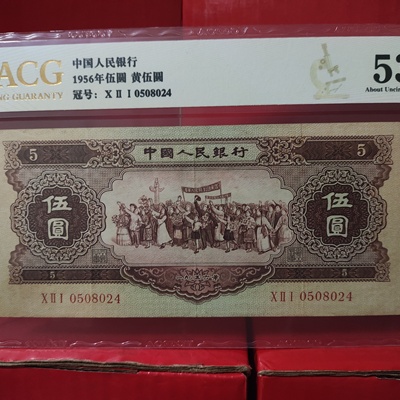 ACG
NG GUARANTY
中国人民银行
1956年伍圆 黄伍圆
冠号: X II I 0508024
53
About Uncir
5 中國人民銀行 5
伍圓 伍圓
5 5
X II I 0508024 X II I 0508024